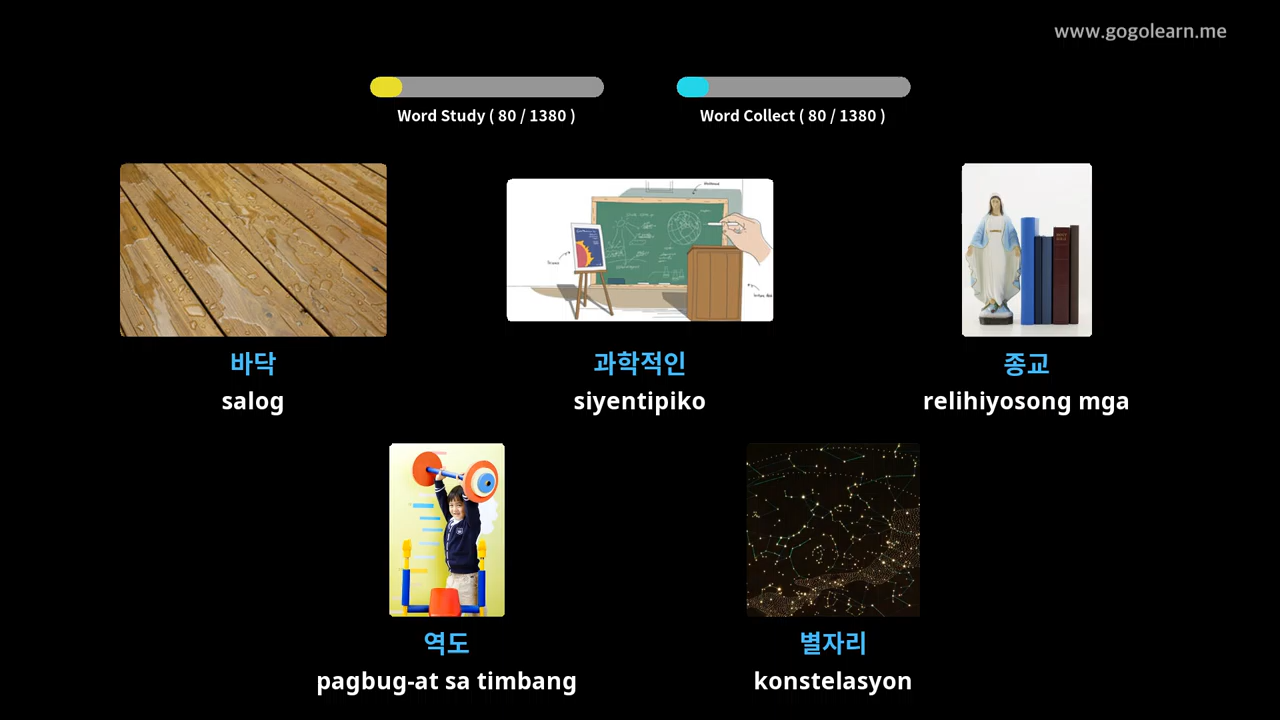 www.gogolearn.me
Word Study ( 80 / 1380 )
Word Collect ( 80 / 1380 )
바닥
과학적인
종교
salog
siyentipiko
relihiyosong mga
역도
별자리
pagbug-at sa timbang
konstelasyon